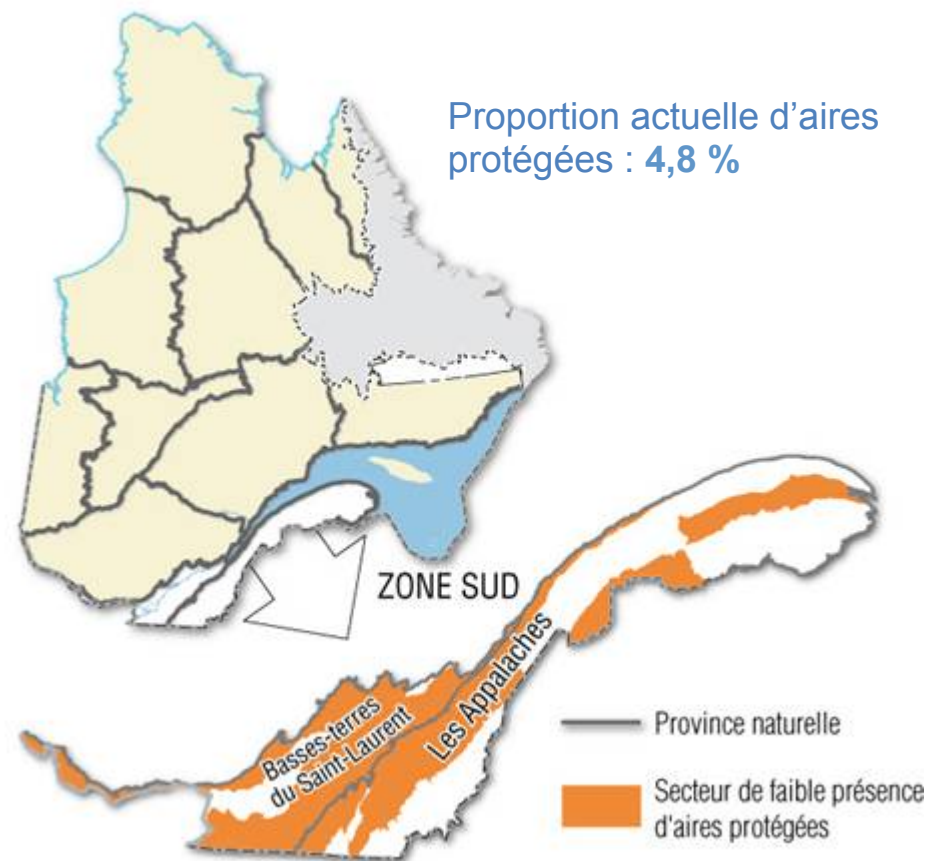 Proportion actuelle d'aires
protégées : 4,8 %
ZONE SUD
Basses-terres
du Saint-Laurent
Les Appalaches
Province naturelle
Secteur de faible présence
d'aires protégées